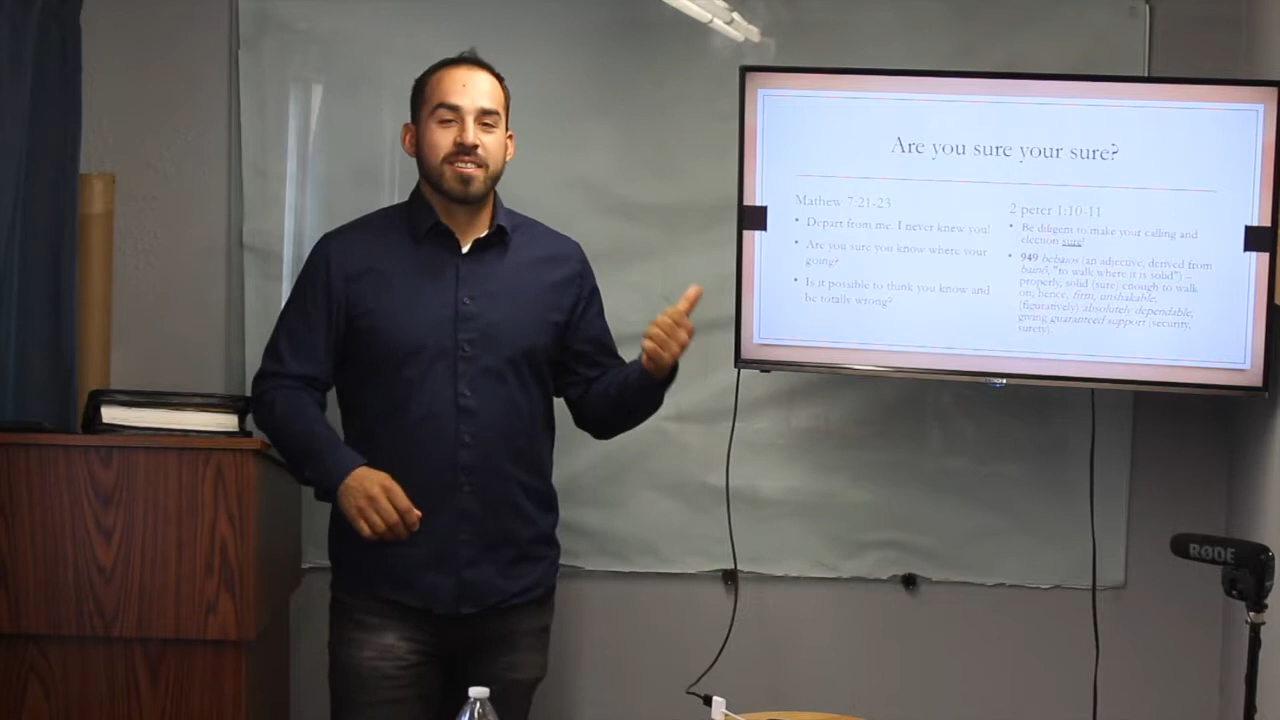 Are you sure your sure?
Mathew 7:21-23
• Depart from me. I never knew you!
• Are you sure you know where your
going?
• Is it possible to think you know and
be totally wrong?
2 peter 1:10-11
• Be diligent to make your calling and
election sure!
• 949 bebaios (an adjective, derived from
bainō, "to walk where it is solid") –
properly, solid (sure) enough to walk
on; hence, firm, unshakable;
(figuratively) absolutely dependable,
giving guaranteed support (security,
surety).
RØDE